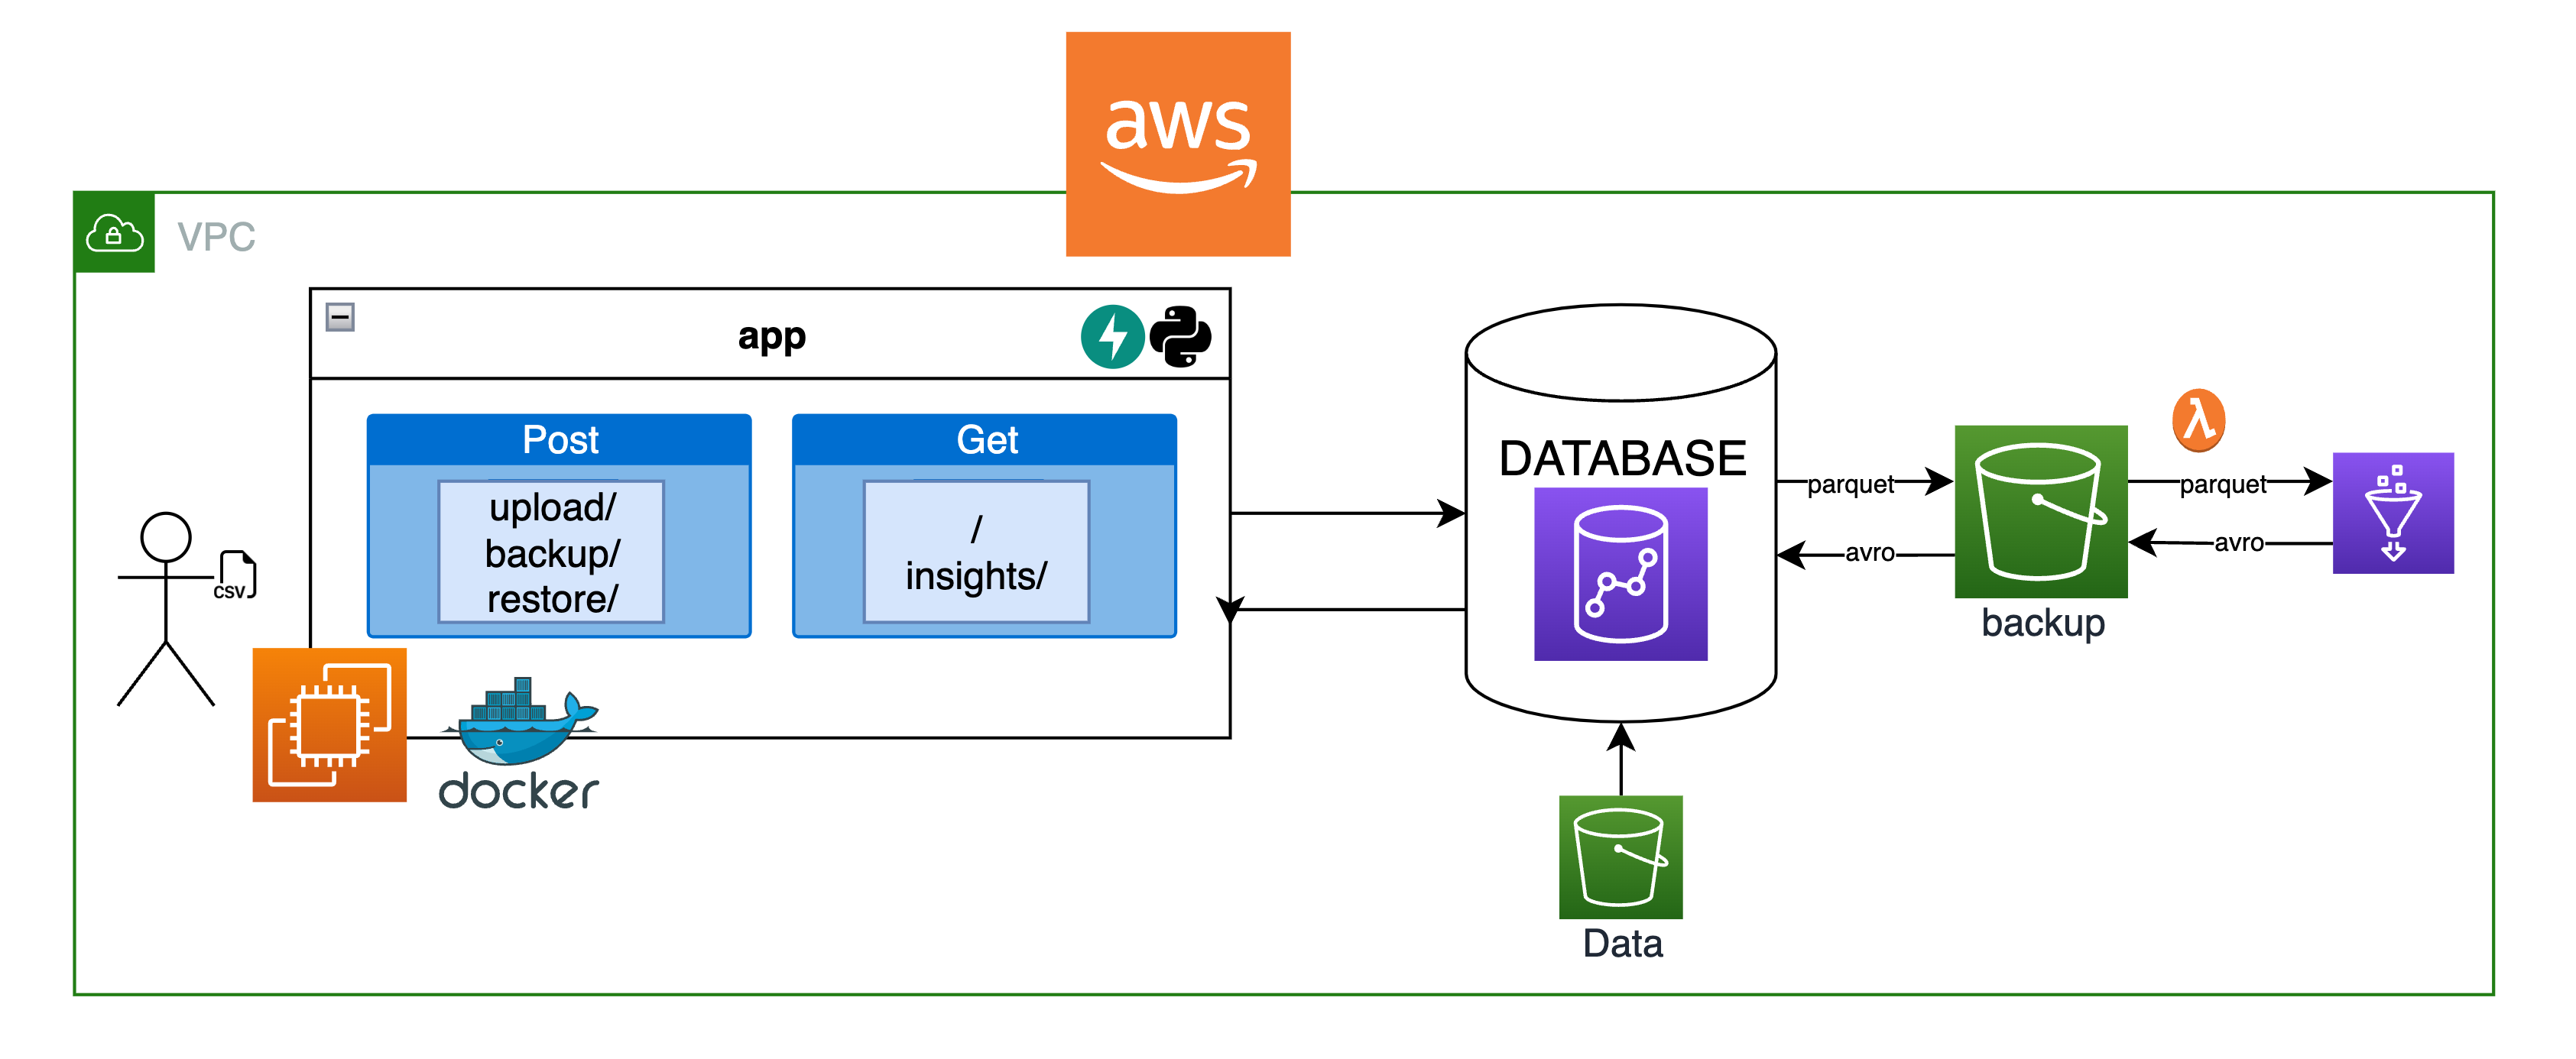 aws
VPC
app
Post
Get
upload/
backup/
restore/
/
insights/
csv
docker
DATABASE
parquet
avro
backup
λ
parquet
avro
Data